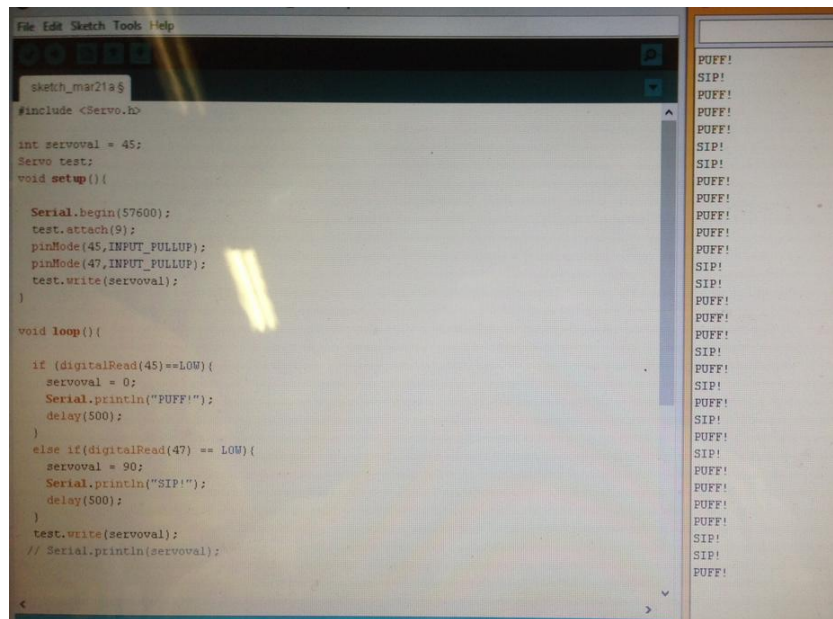 File Edit Sketch Tools Help
sketch_mar21a §
#include <Servo.h>
int servoval = 45;
Servo test;
void setup(){
Serial.begin(57600);
test.attach(9);
pinMode(45,INPUT_PULLUP);
pinMode(47,INPUT_PULLUP);
test.write(servoval);
}
void loop(){
if (digitalRead(45)==LOW){
servoval = 0;
Serial.println("PUFF!");
delay(500);
}
else if(digitalRead(47) == LOW){
servoval = 90;
Serial.println("SIP!");
delay(500);
}
test.write(servoval);
// Serial.println(servoval);
PUFF!
SIP!
PUFF!
PUFF!
PUFF!
SIP!
SIP!
PUFF!
PUFF!
PUFF!
PUFF!
PUFF!
SIP!
SIP!
PUFF!
PUFF!
PUFF!
SIP!
PUFF!
SIP!
PUFF!
SIP!
PUFF!
SIP!
PUFF!
PUFF!
PUFF!
PUFF!
SIP!
SIP!
PUFF!